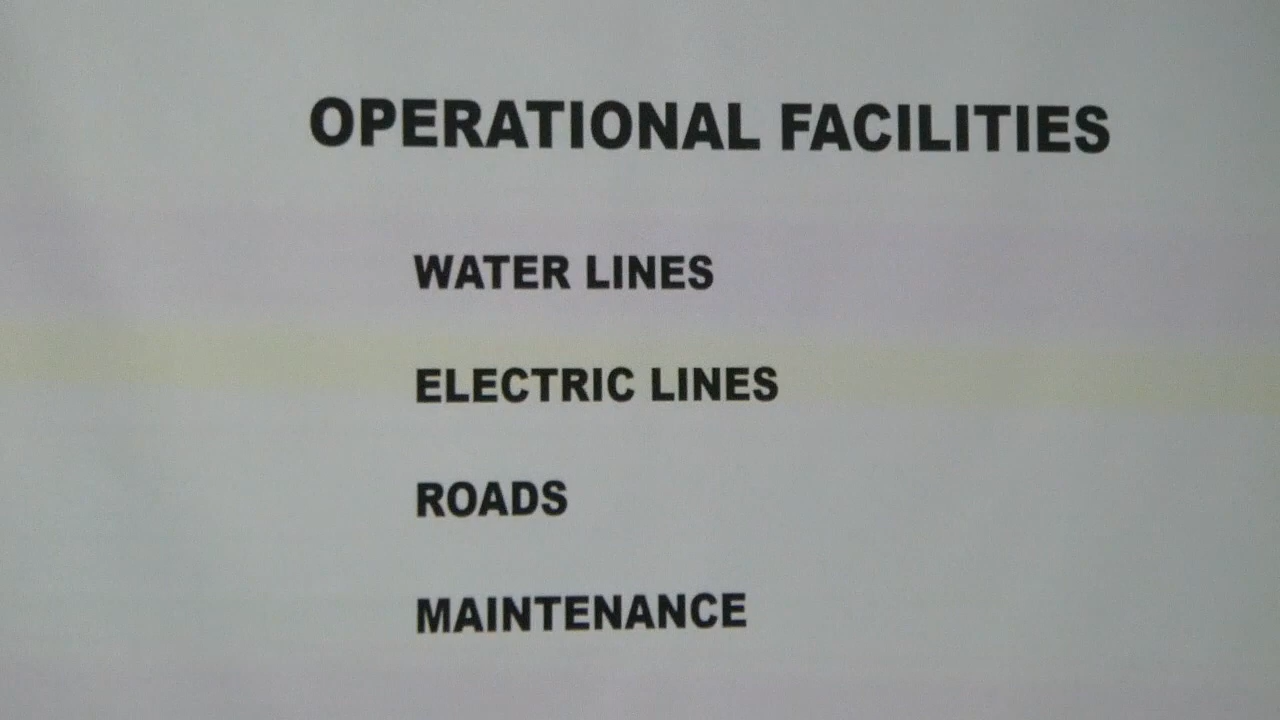 OPERATIONAL FACILITIES
WATER LINES
ELECTRIC LINES
ROADS
MAINTENANCE